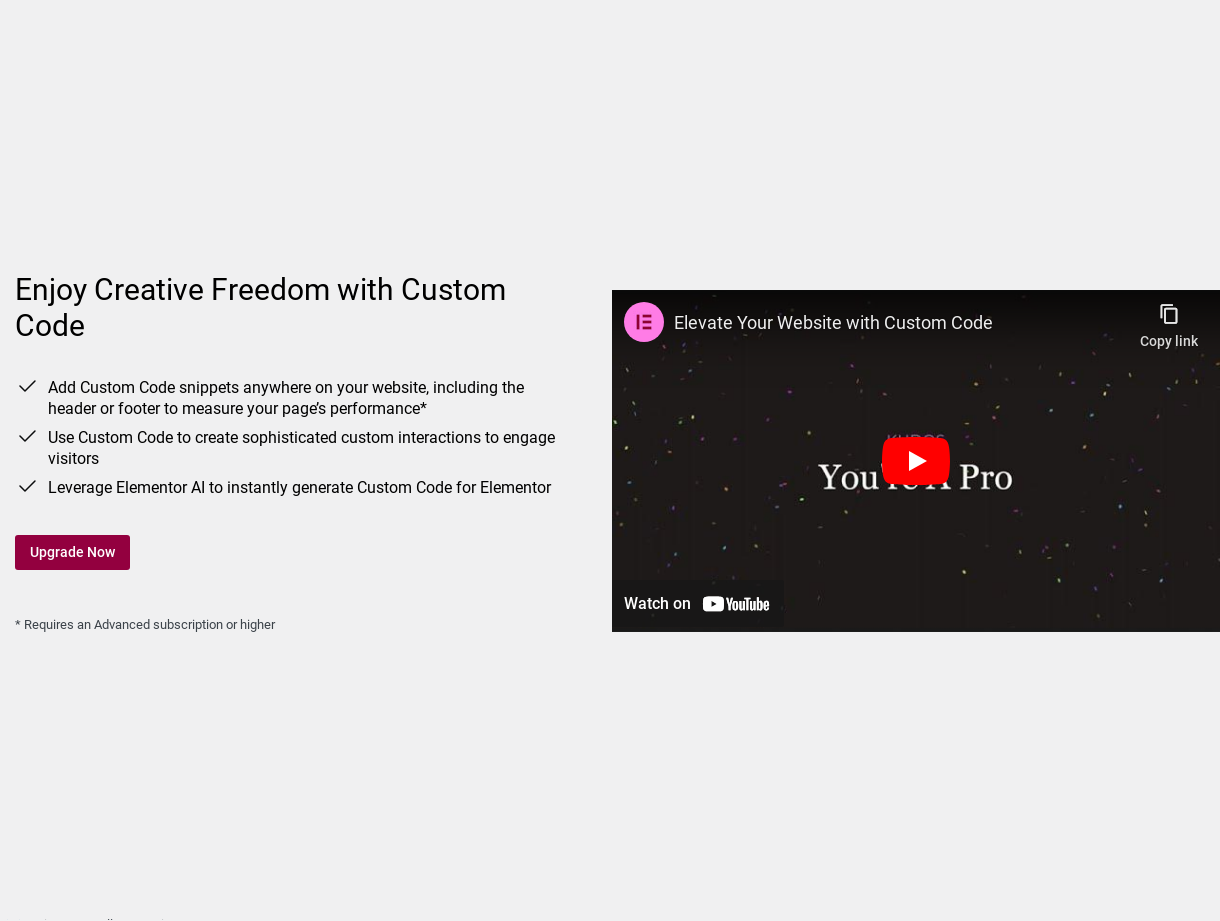 Enjoy Creative Freedom with Custom
Code
Add Custom Code snippets anywhere on your website, including the
header or footer to measure your page’s performance*
Use Custom Code to create sophisticated custom interactions to engage
visitors
Leverage Elementor AI to instantly generate Custom Code for Elementor
Upgrade Now
* Requires an Advanced subscription or higher
Elevate Your Website with Custom Code
Copy link
KUDOS
You're A Pro
Watch on YouTube